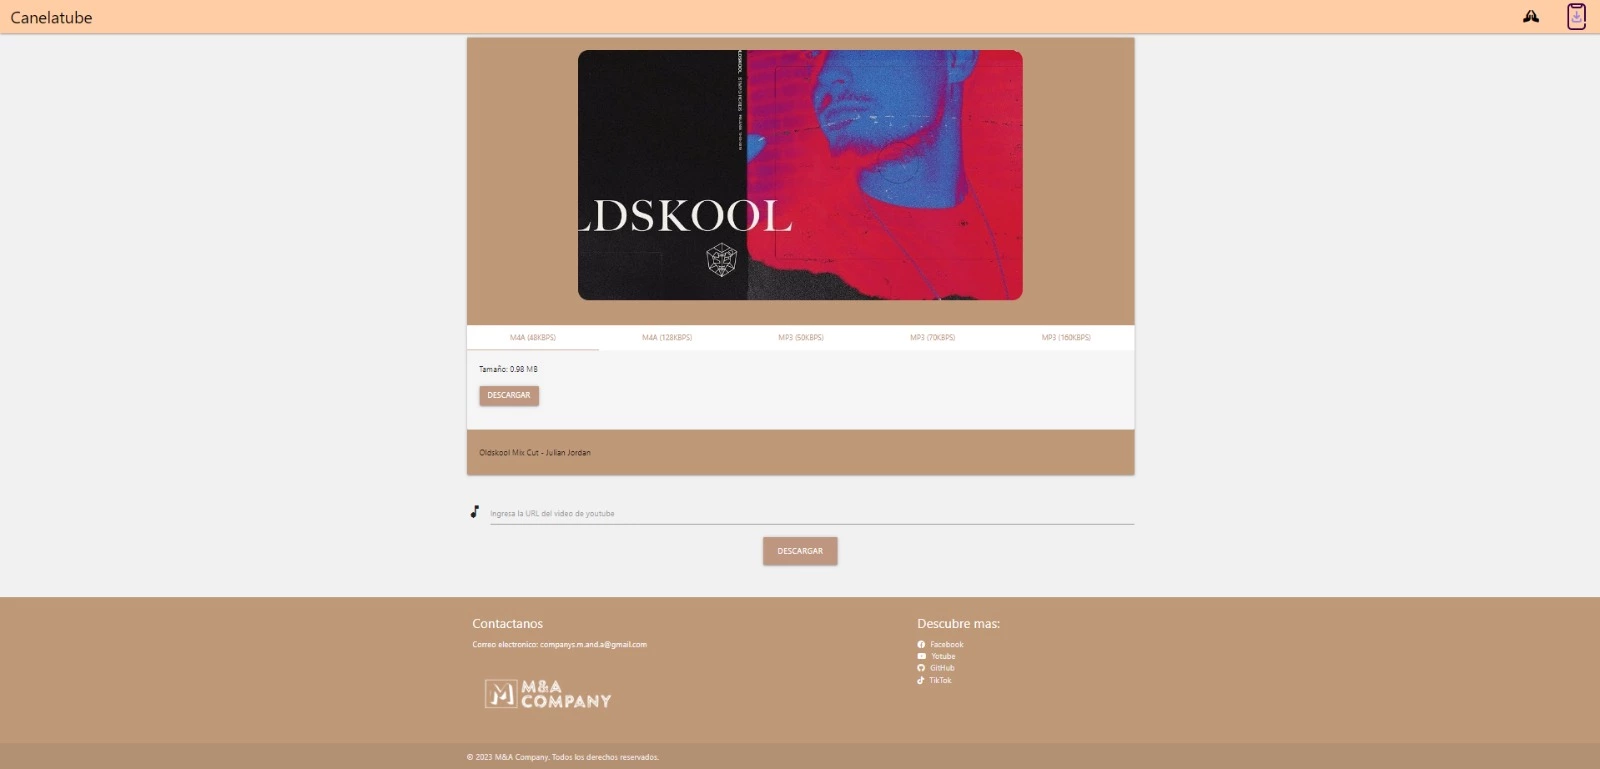 Canelatube
LDSKOOL
M4A (48KBPS)
M4A (128KBPS)
MP3 (50KBPS)
MP3 (70KBPS)
MP3 (160KBPS)
Tamaño: 0.98 MB
DESCARGAR
Oldskool Mix Cut - Julian Jordan
Ingresa la URL del video de youtube
DESCARGAR
Contactanos
Correo electronico: companys.m.and.a@gmail.com
M&A
COMPANY
Descubre mas:
Facebook
Yotube
GitHub
TikTok
© 2023 M&A Company. Todos los derechos reservados.